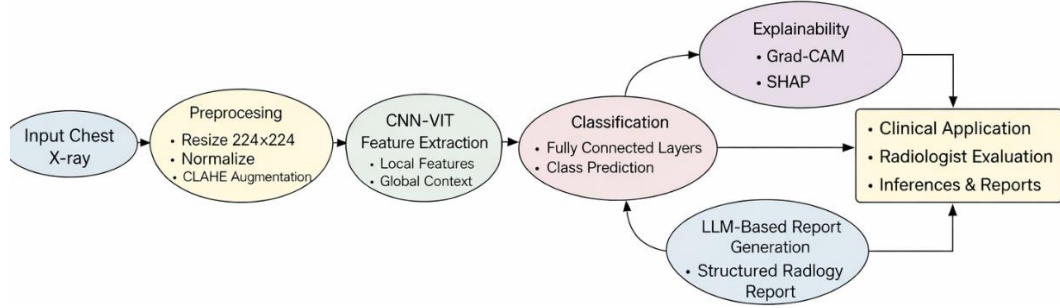 Input Chest
X-ray
Preprocesing
• Resize 224×224
• Normalize
• CLAHE Augmentation
CNN-VIT
Feature Extraction
• Local Features
• Global Context
Classification
• Fully Connected Layers
• Class Prediction
Explainability
• Grad-CAM
• SHAP
LLM-Based Report
Generation
• Structured Radlogy
Report
• Clinical Application
• Radiologist Evaluation
• Inferences & Reports